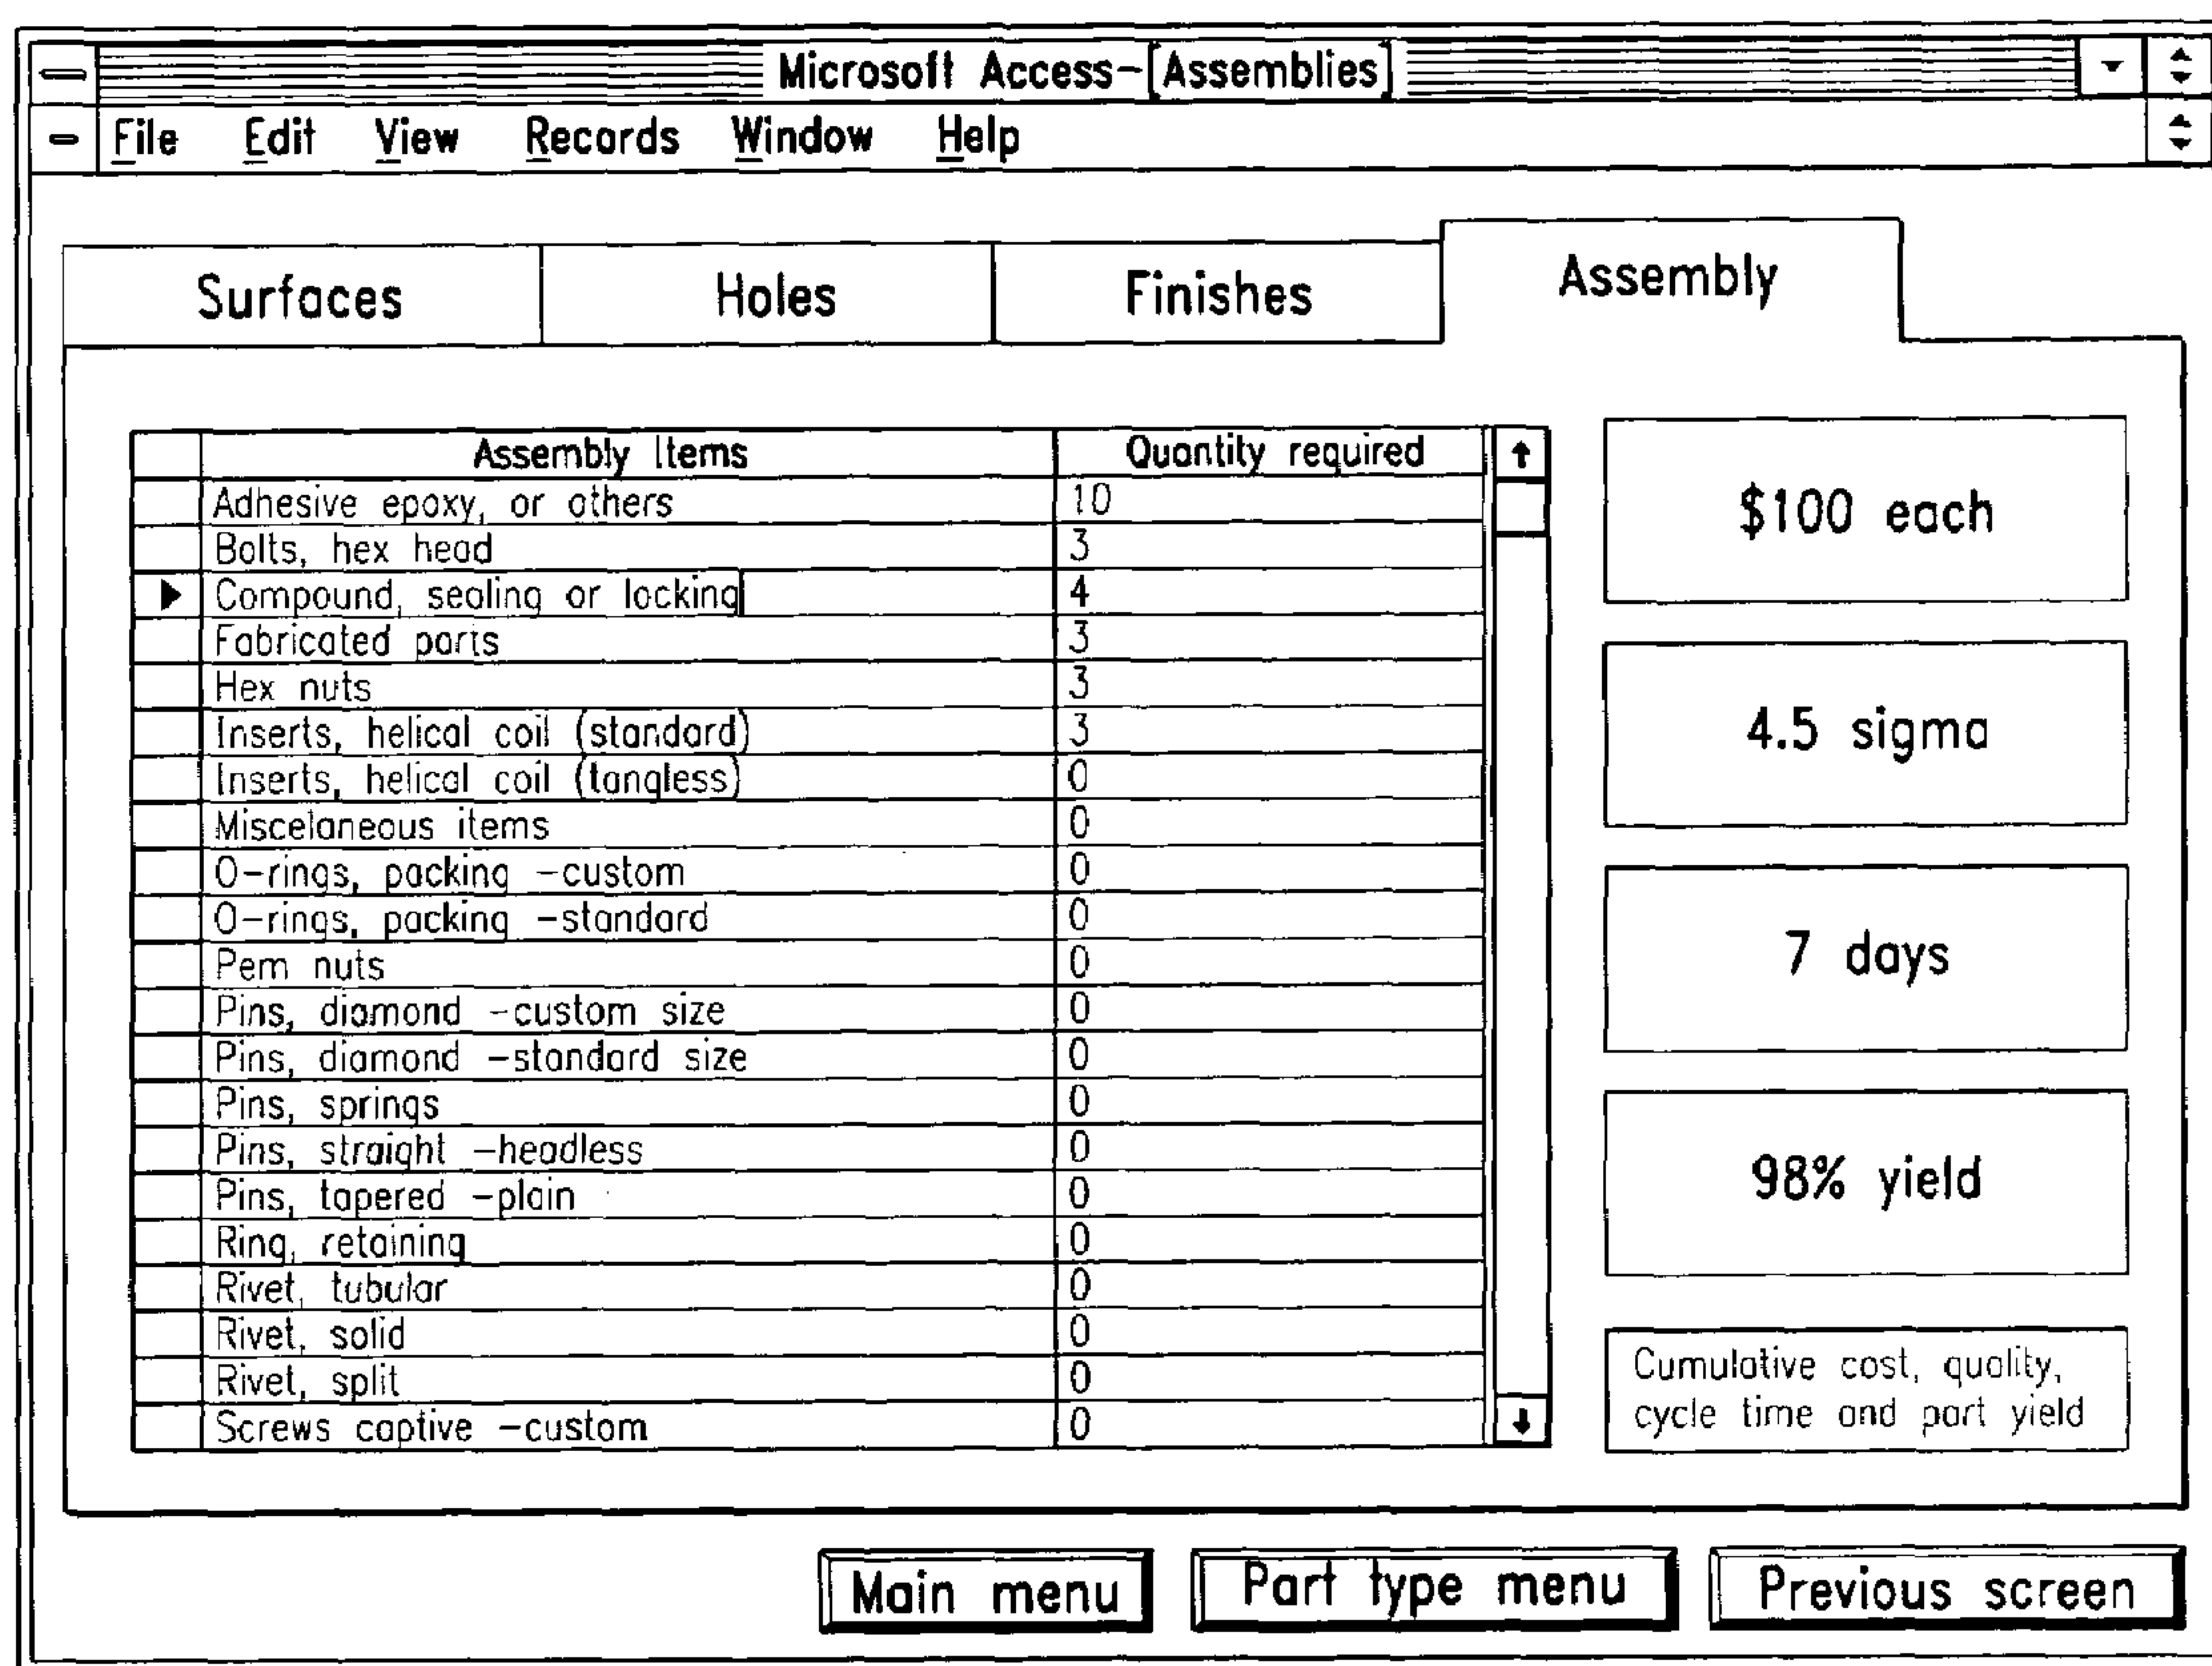 Microsoft Access-[Assemblies]
File Edit View Records Window Help
Surfaces Holes Finishes Assembly
Assembly Items Quantity required
Adhesive epoxy, or others 10
Bolts, hex head 3
Compound, sealing or locking 4
Fabricated parts 3
Hex nuts 3
Inserts, helical coil (standard) 3
Inserts, helical coil (tangless) 0
Miscelaneous items 0
O-rings, packing -custom 0
O-rings, packing -standard 0
Pem nuts 0
Pins, diamond -custom size 0
Pins, diamond -standard size 0
Pins, springs 0
Pins, straight -headless 0
Pins, tapered -plain 0
Ring, retaining 0
Rivet, tubular 0
Rivet, solid 0
Rivet, split 0
Screws captive -custom 0
$100 each
4.5 sigma
7 days
98% yield
Cumulative cost, quality,
cycle time and part yield
Main menu Part type menu Previous screen